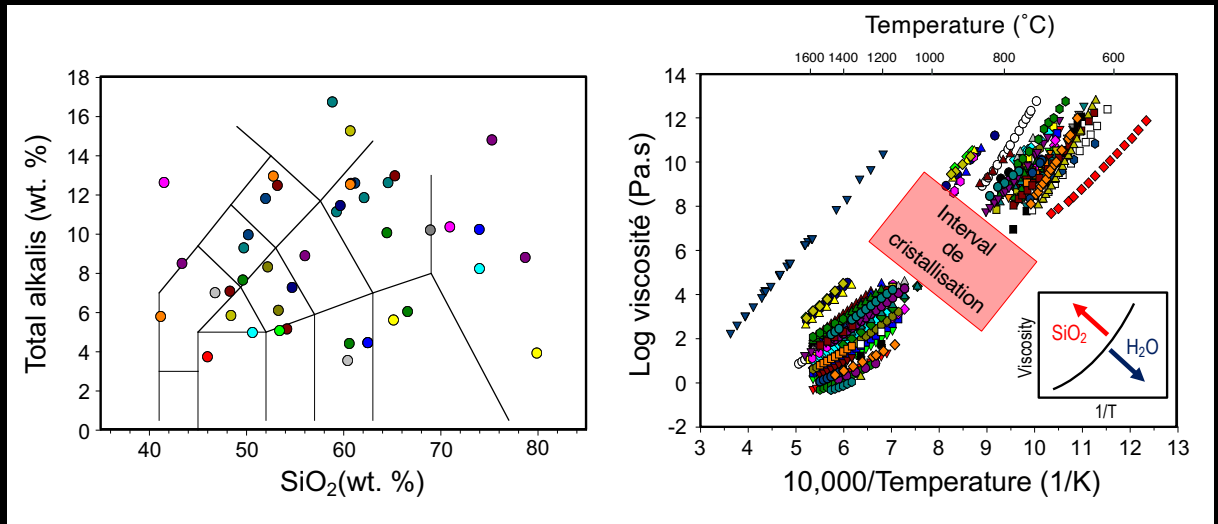 Total alkalis (wt. %)
18
16
14
12
10
8
6
4
2
0
40 50 60 70 80
SiO₂(wt. %)
Temperature (˚C)
1600 1400 1200 1000 800 600
Log viscosité (Pa.s)
14
12
10
8
6
4
2
0
-2
Interval
de
cristallisation
Viscosity
SiO₂
H₂O
1/T
3 4 5 6 7 8 9 10 11 12 13
10,000/Temperature (1/K)